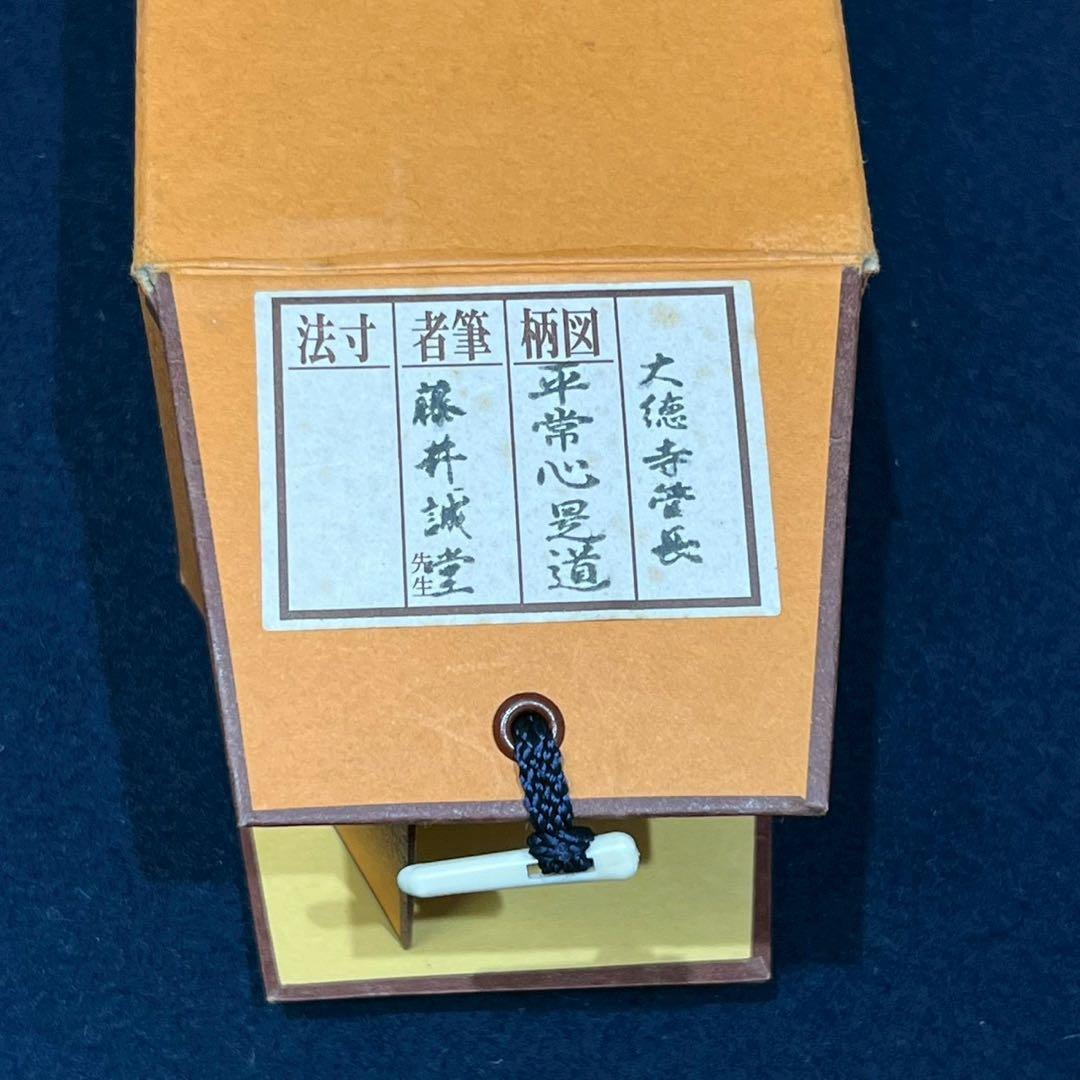 大徳寺管長
図柄
平常心是道
筆者
藤井誡堂
先生
寸法